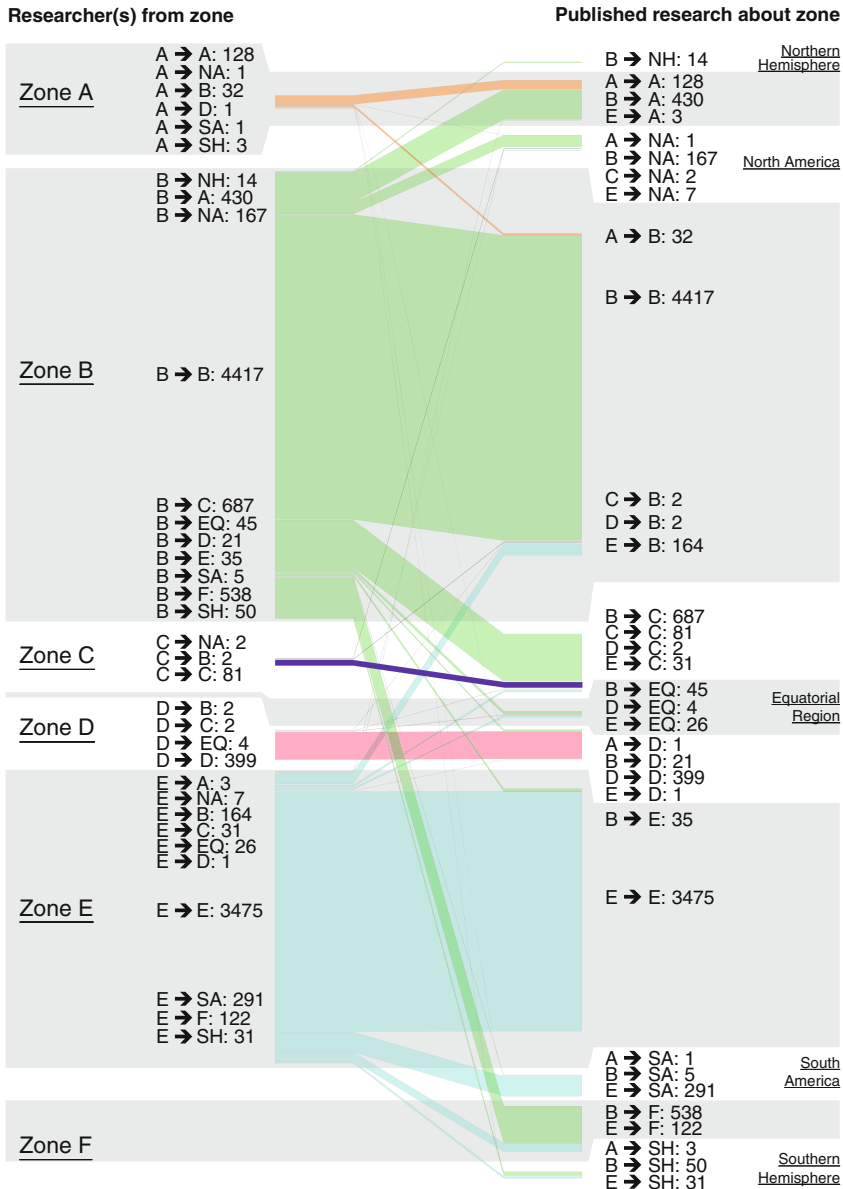 Researcher(s) from zone
Published research about zone
Zone A
A → A: 128
A → NA: 1
A → B: 32
A → D: 1
A → SA: 1
A → SH: 3
Zone B
B → NH: 14
B → A: 430
B → NA: 167
B → B: 4417
B → C: 687
B → EQ: 45
B → D: 21
B → E: 35
B → SA: 5
B → F: 538
B → SH: 50
Zone C
C → NA: 2
C → B: 2
C → C: 81
Zone D
D → B: 2
D → C: 2
D → EQ: 4
D → D: 399
Zone E
E → A: 3
E → NA: 7
E → B: 164
E → C: 31
E → EQ: 26
E → D: 1
E → E: 3475
E → SA: 291
E → F: 122
E → SH: 31
Zone F
B → NH: 14
Northern
Hemisphere
A → A: 128
B → A: 430
E → A: 3
A → NA: 1
B → NA: 167
C → NA: 2
E → NA: 7
North America
A → B: 32
B → B: 4417
C → B: 2
D → B: 2
E → B: 164
B → C: 687
C → C: 81
D → C: 2
E → C: 31
B → EQ: 45
D → EQ: 4
E → EQ: 26
Equatorial
Region
A → D: 1
B → D: 21
D → D: 399
E → D: 1
B → E: 35
E → E: 3475
A → SA: 1
B → SA: 5
E → SA: 291
South
America
B → F: 538
E → F: 122
A → SH: 3
B → SH: 50
E → SH: 31
Southern
Hemisphere